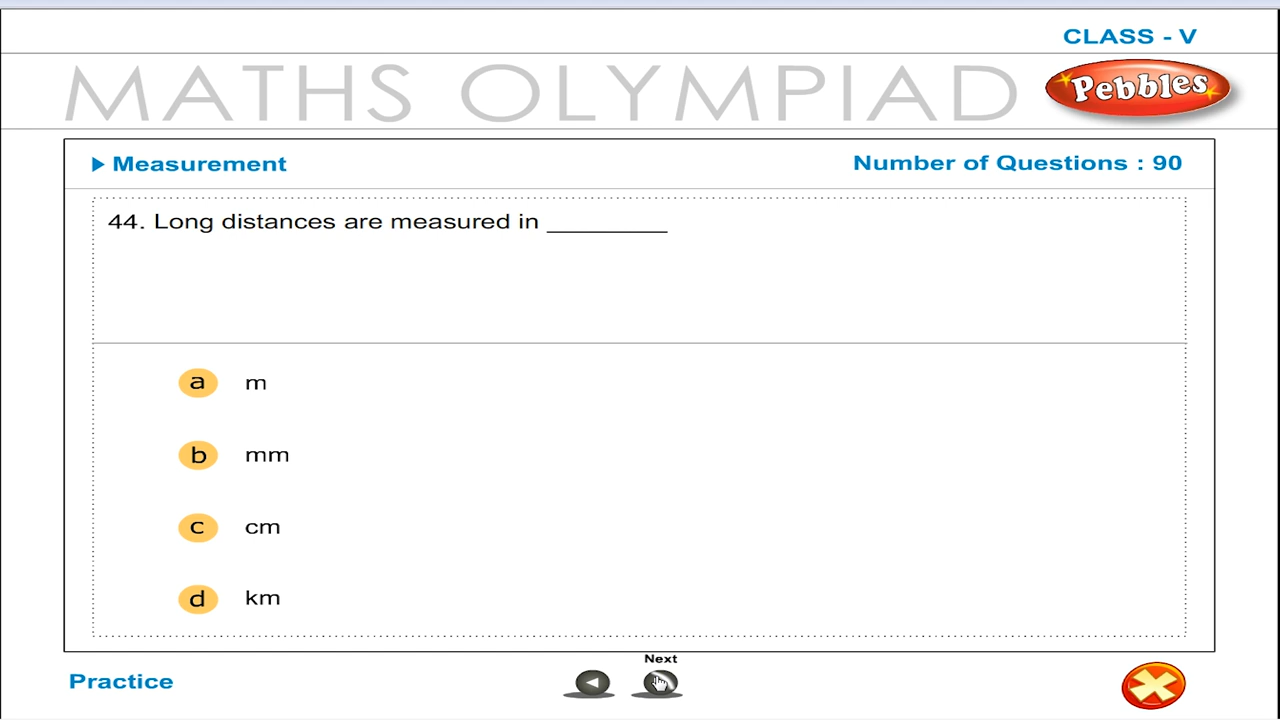 CLASS - V
MATHS OLYMPIAD
Pebbles
Measurement
Number of Questions : 90
44. Long distances are measured in __________
a m
b mm
c cm
d km
Next
Practice